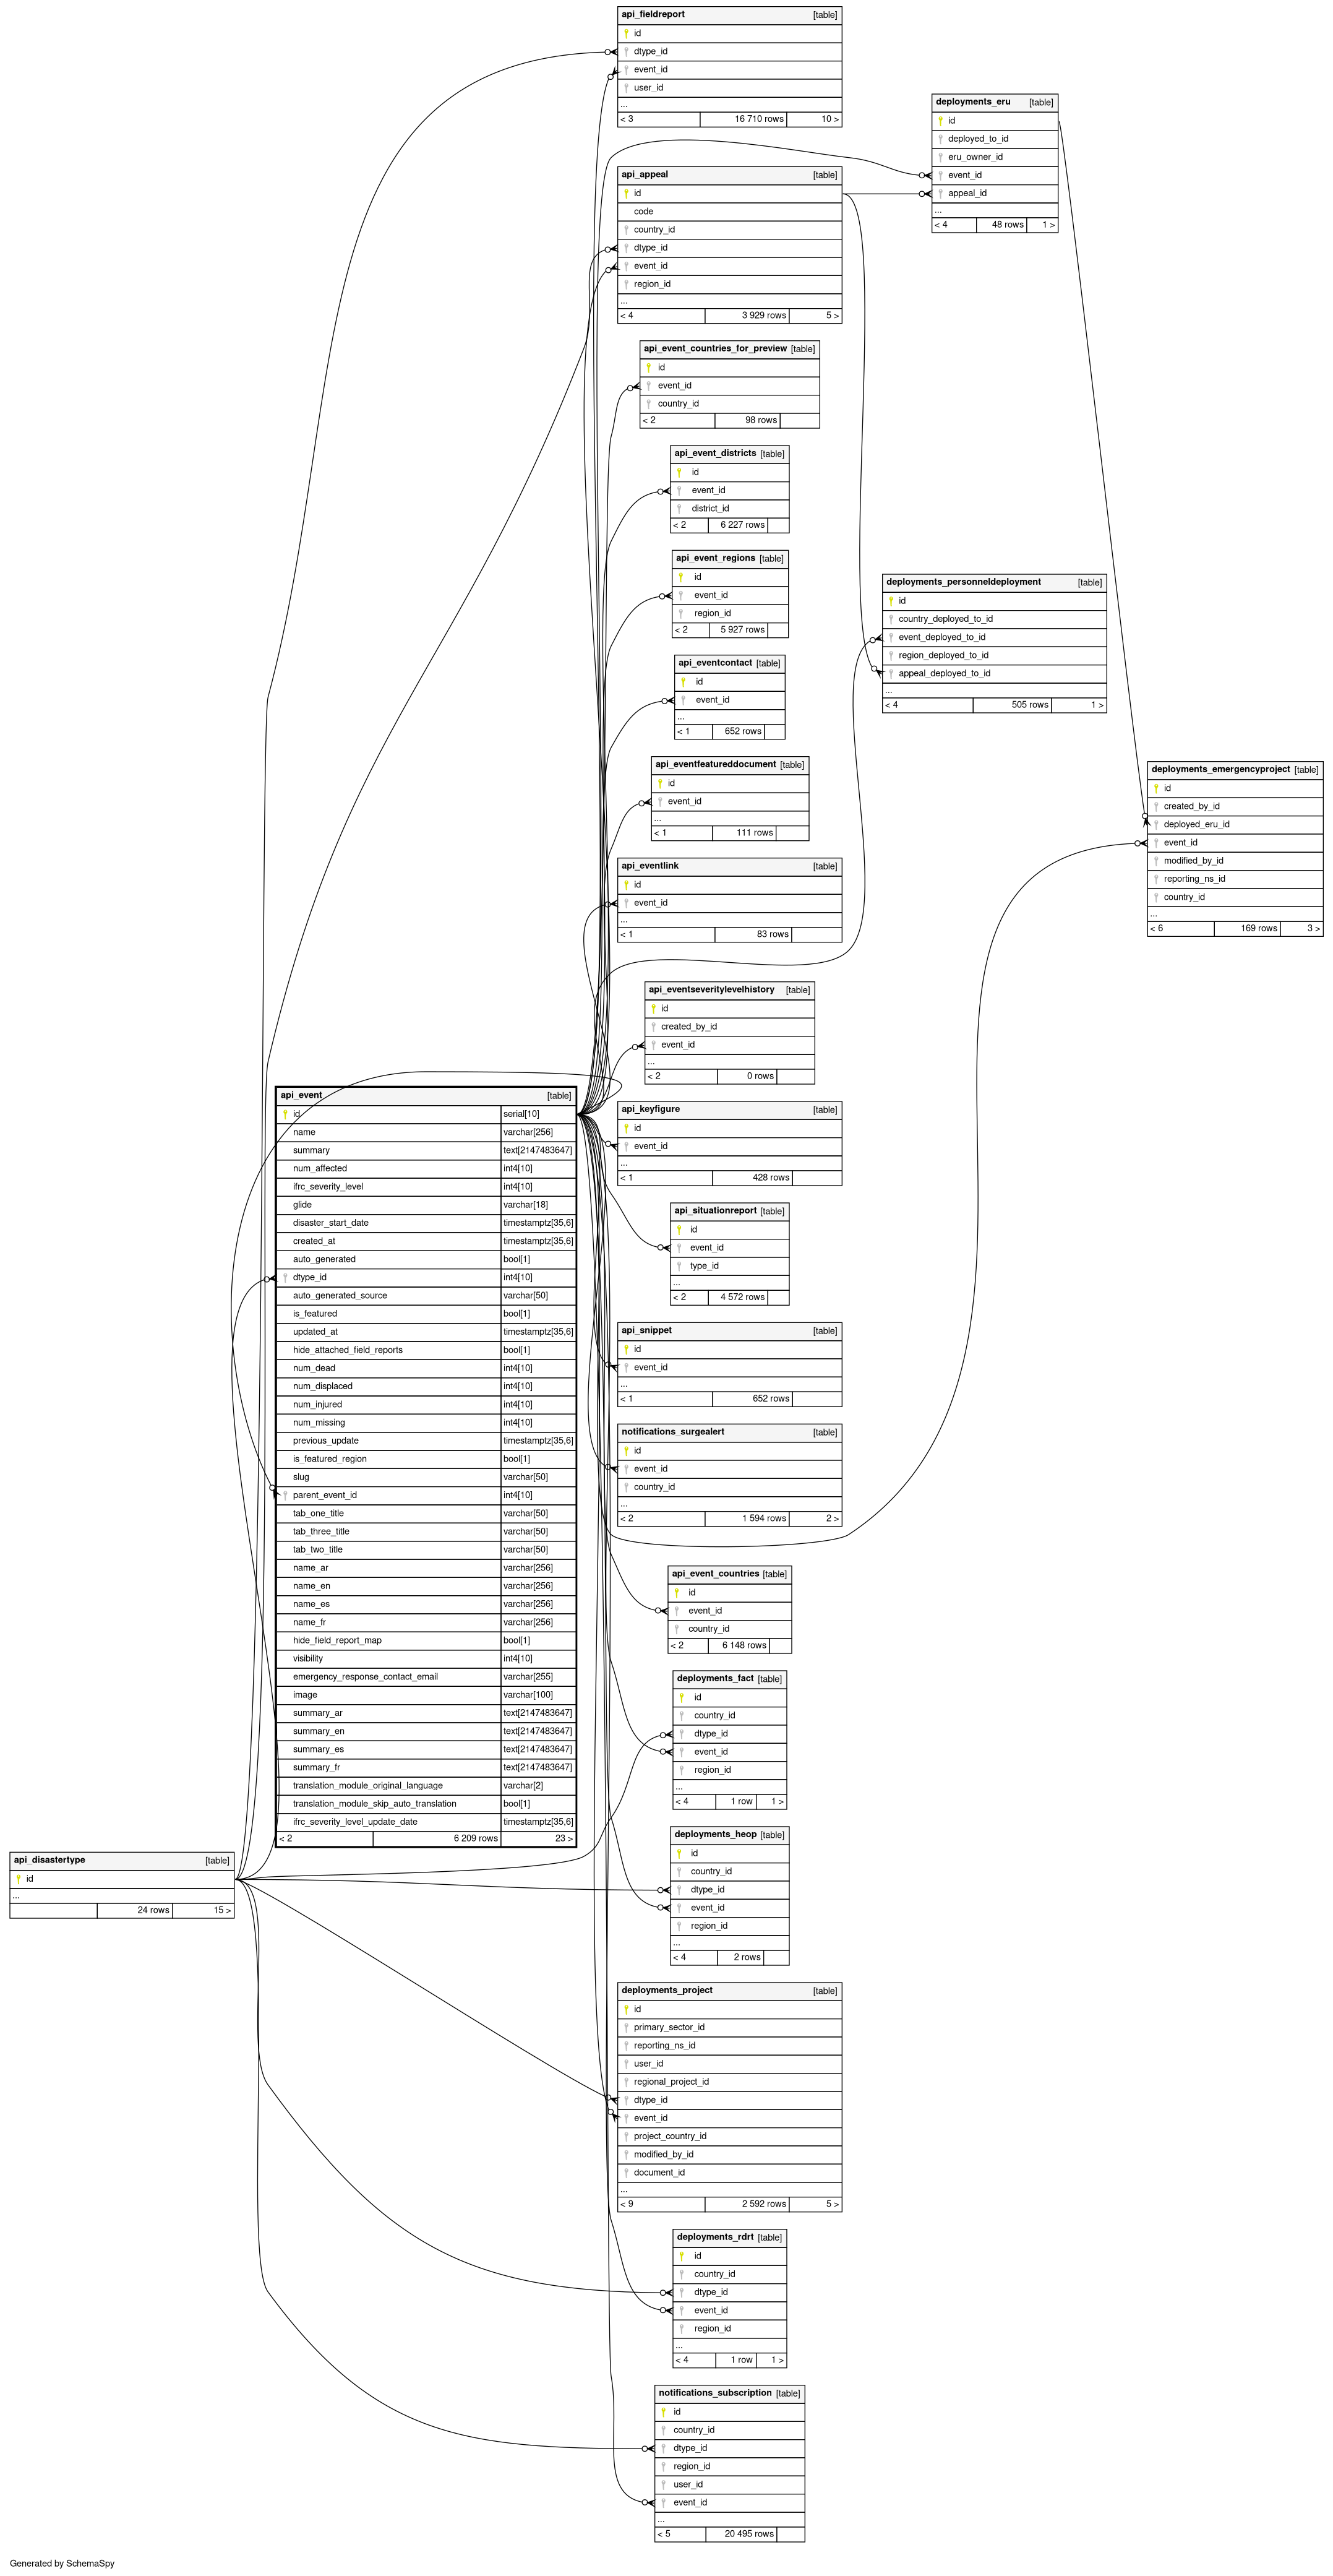 api_fieldreport [table]
id
dtype_id
event_id
user_id
...
< 3 16 710 rows 10 >
deployments_eru [table]
id
deployed_to_id
eru_owner_id
event_id
appeal_id
...
< 4 48 rows 1 >
api_appeal [table]
id
code
country_id
dtype_id
event_id
region_id
...
< 4 3 929 rows 5 >
api_event_countries_for_preview [table]
id
event_id
country_id
< 2 98 rows
api_event_districts [table]
id
event_id
district_id
< 2 6 227 rows
api_event_regions [table]
id
event_id
region_id
< 2 5 927 rows
deployments_personneldeployment [table]
id
country_deployed_to_id
event_deployed_to_id
region_deployed_to_id
appeal_deployed_to_id
...
< 4 505 rows 1 >
api_eventcontact [table]
id
event_id
...
< 1 652 rows
api_eventfeatureddocument [table]
id
event_id
...
< 1 111 rows
deployments_emergencyproject [table]
id
created_by_id
deployed_eru_id
event_id
modified_by_id
reporting_ns_id
country_id
...
< 6 169 rows 3 >
api_eventlink [table]
id
event_id
...
< 1 83 rows
api_eventseveritylevelhistory [table]
id
created_by_id
event_id
...
< 2 0 rows
api_event [table]
id serial[10]
name varchar[256]
summary text[2147483647]
num_affected int4[10]
ifrc_severity_level int4[10]
glide varchar[18]
disaster_start_date timestamptz[35,6]
created_at timestamptz[35,6]
auto_generated bool[1]
dtype_id int4[10]
auto_generated_source varchar[50]
is_featured bool[1]
updated_at timestamptz[35,6]
hide_attached_field_reports bool[1]
num_dead int4[10]
num_displaced int4[10]
num_injured int4[10]
num_missing int4[10]
previous_update timestamptz[35,6]
is_featured_region bool[1]
slug varchar[50]
parent_event_id int4[10]
tab_one_title varchar[50]
tab_three_title varchar[50]
tab_two_title varchar[50]
name_ar varchar[256]
name_en varchar[256]
name_es varchar[256]
name_fr varchar[256]
hide_field_report_map bool[1]
visibility int4[10]
emergency_response_contact_email varchar[255]
image varchar[100]
summary_ar text[2147483647]
summary_en text[2147483647]
summary_es text[2147483647]
summary_fr text[2147483647]
translation_module_original_language varchar[2]
translation_module_skip_auto_translation bool[1]
ifrc_severity_level_update_date timestamptz[35,6]
< 2 6 209 rows 23 >
api_keyfigure [table]
id
event_id
...
< 1 428 rows
api_situationreport [table]
id
event_id
type_id
...
< 2 4 572 rows
api_snippet [table]
id
event_id
...
< 1 652 rows
notifications_surgealert [table]
id
event_id
country_id
...
< 2 1 594 rows 2 >
api_event_countries [table]
id
event_id
country_id
< 2 6 148 rows
deployments_fact [table]
id
country_id
dtype_id
event_id
region_id
...
< 4 1 row 1 >
deployments_heop [table]
id
country_id
dtype_id
event_id
region_id
...
< 4 2 rows
api_disastertype [table]
id
...
24 rows 15 >
deployments_project [table]
id
primary_sector_id
reporting_ns_id
user_id
regional_project_id
dtype_id
event_id
project_country_id
modified_by_id
document_id
...
< 9 2 592 rows 5 >
deployments_rdrt [table]
id
country_id
dtype_id
event_id
region_id
...
< 4 1 row 1 >
notifications_subscription [table]
id
country_id
dtype_id
region_id
user_id
event_id
...
< 5 20 495 rows
Generated by SchemaSpy